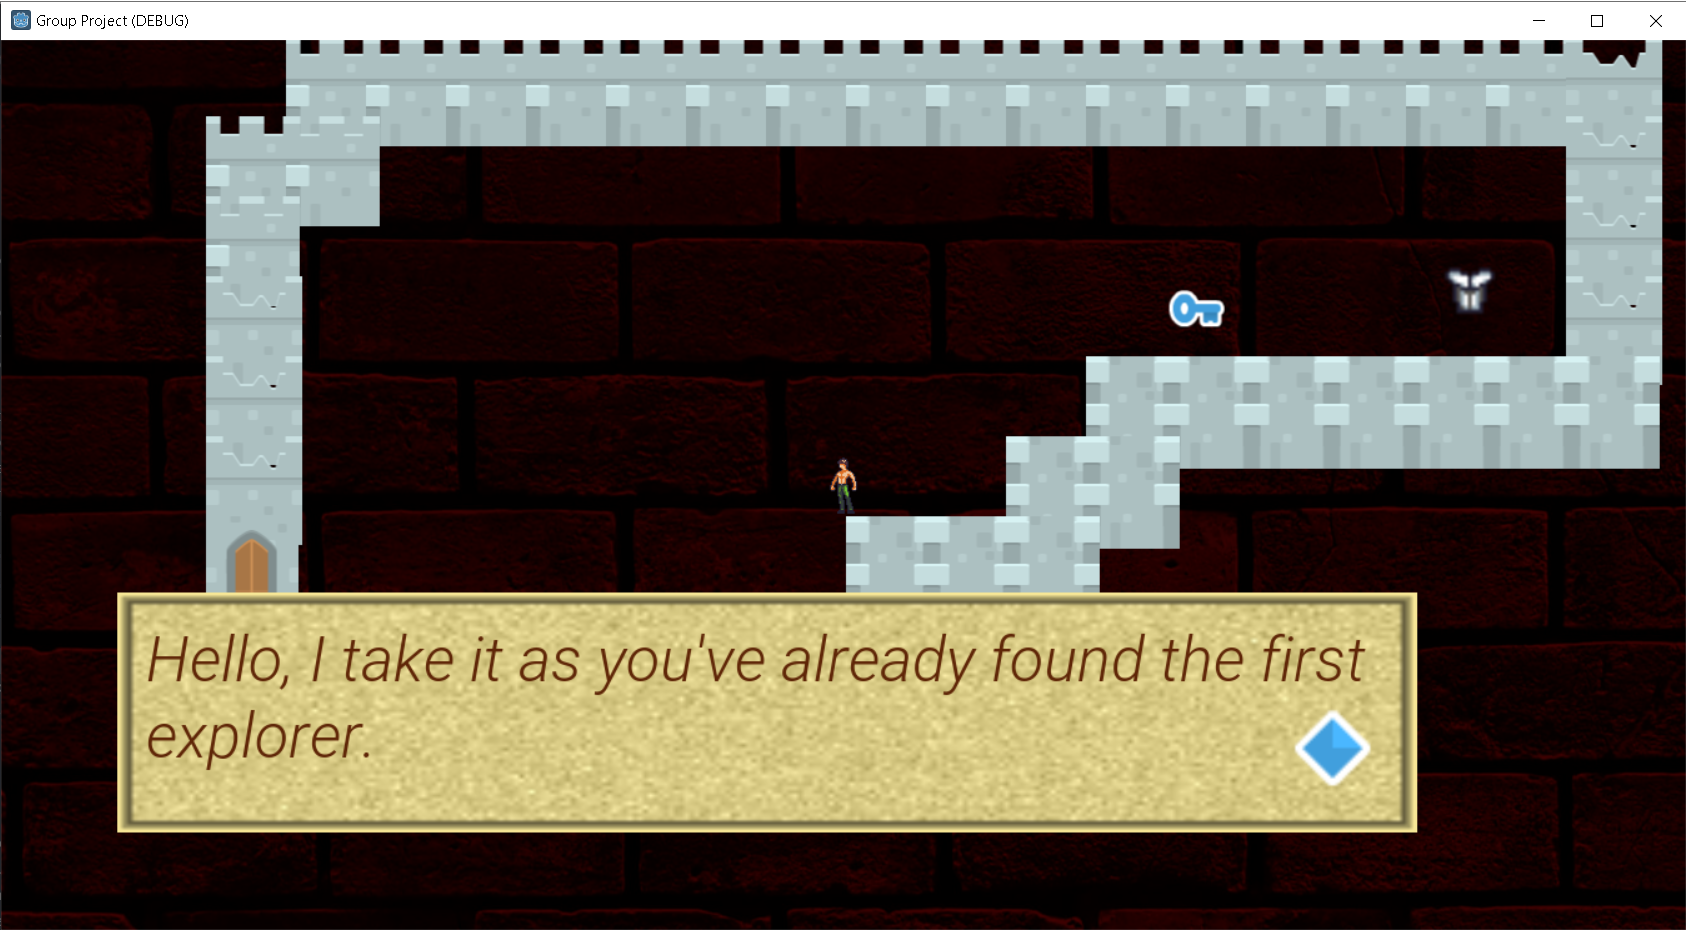 Group Project (DEBUG)
Hello, I take it as you've already found the first
explorer.